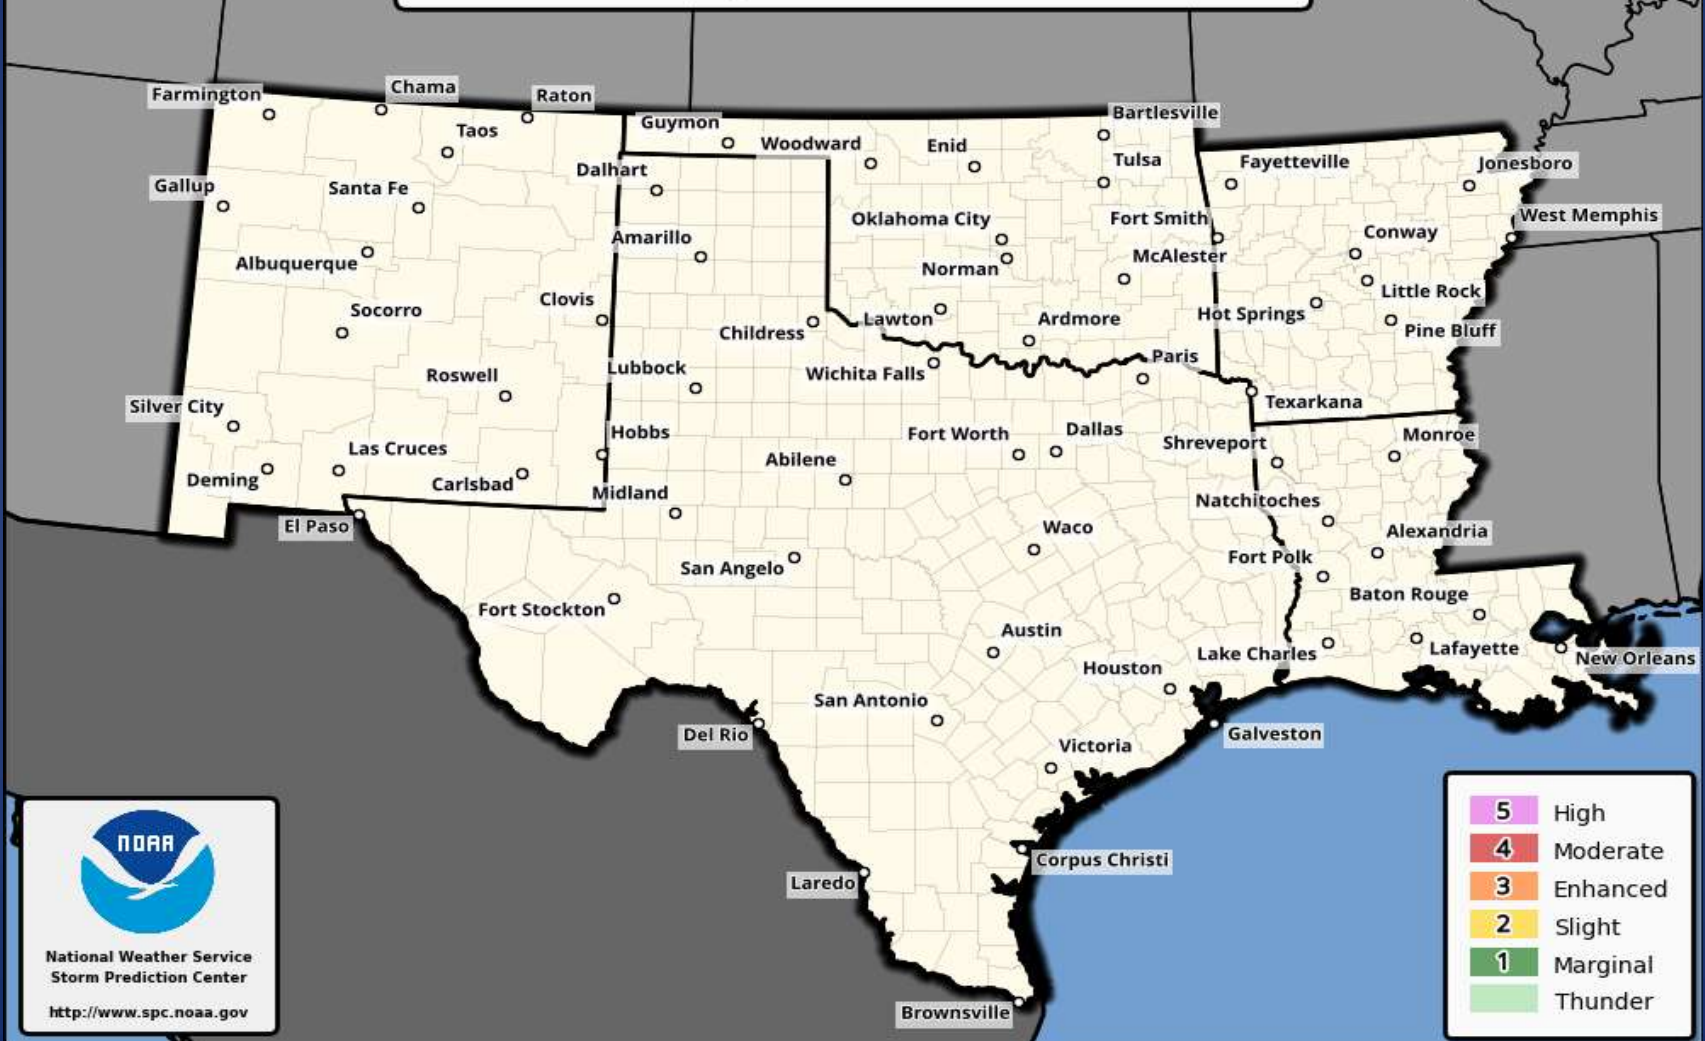 Farmington
Chama
Raton
Taos
Guymon
Woodward
Enid
Bartlesville
Tulsa
Fayetteville
Jonesboro
Dalhart
Gallup
Santa Fe
Oklahoma City
Fort Smith
West Memphis
Conway
Amarillo
Albuquerque
Norman
McAlester
Little Rock
Clovis
Socorro
Childress
Lawton
Ardmore
Hot Springs
Pine Bluff
Paris
Lubbock
Roswell
Wichita Falls
Texarkana
Silver City
Hobbs
Fort Worth
Dallas
Shreveport
Monroe
Las Cruces
Abilene
Deming
Carlsbad
Midland
Natchitoches
El Paso
Waco
Alexandria
San Angelo
Fort Polk
Fort Stockton
Baton Rouge
Austin
Lake Charles
Lafayette
New Orleans
Houston
San Antonio
Del Rio
Galveston
Victoria
Corpus Christi
Laredo
Brownsville
NOAA
National Weather Service
Storm Prediction Center
http://www.spc.noaa.gov
5 High
4 Moderate
3 Enhanced
2 Slight
1 Marginal
Thunder